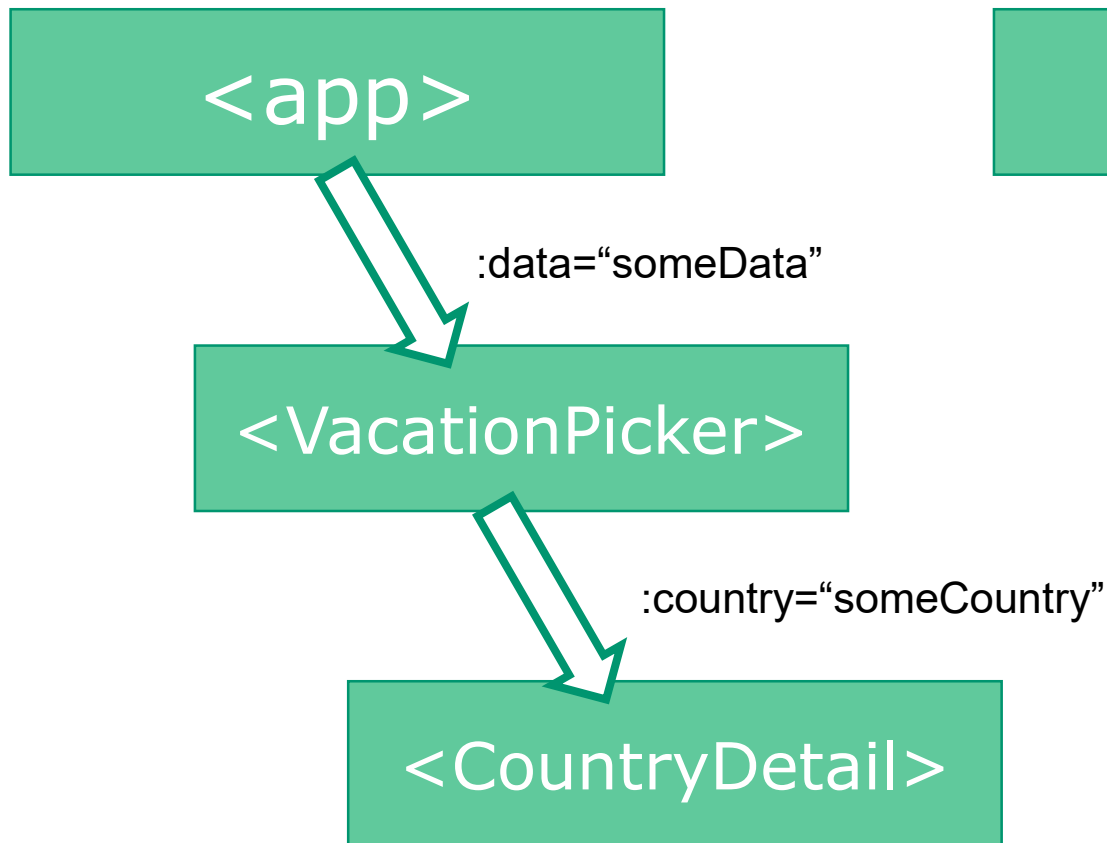 <app>
:data=“someData”
<VacationPicker>
:country=“someCountry”
<CountryDetail>